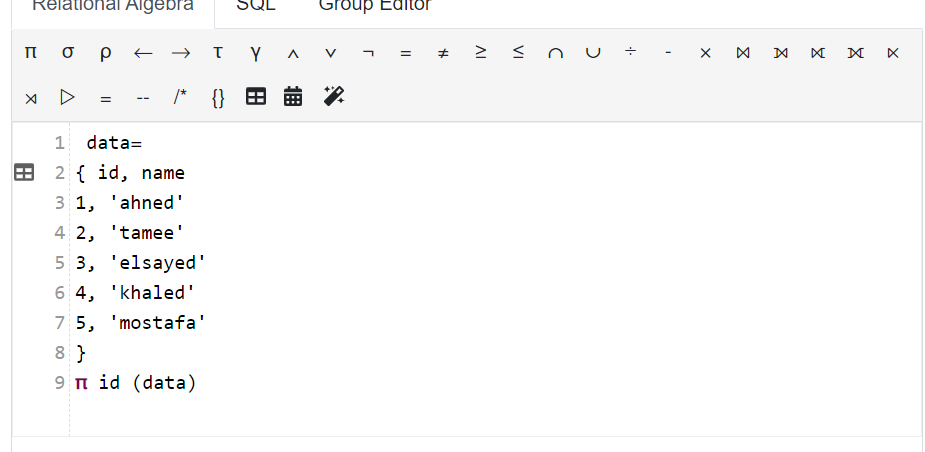 Relational Algebra SQL Group Editor
π σ ρ ← → τ γ ∧ ∨ ¬ = ≠ ≥ ≤ ∩ ∪ ÷ - × ⋈ ⟕ ⟖ ⟗ ⋉
⋊ ▷ = -- /* {}
1 data=
2 { id, name
3 1, 'ahned'
4 2, 'tamee'
5 3, 'elsayed'
6 4, 'khaled'
7 5, 'mostafa'
8 }
9 π id (data)